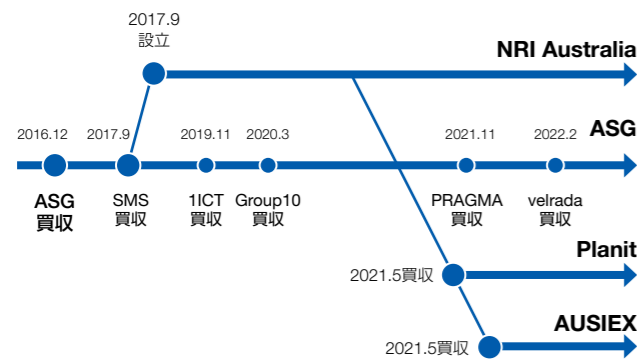 2017.9
設立
NRI Australia
2016.12
2017.9
2019.11
2020.3
2021.11
2022.2
ASG
ASG
買収
SMS
買収
1ICT
買収
Group10
買収
PRAGMA
買収
velrada
買収
Planit
2021.5買収
AUSIEX
2021.5買収